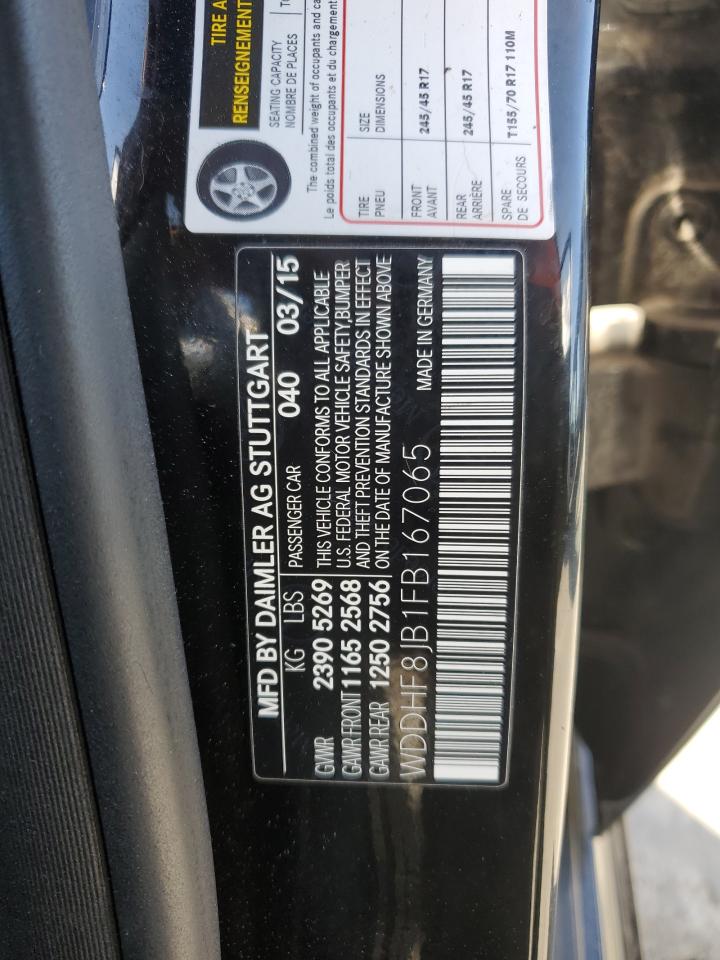 TIRE A
RENSEIGNEMENT
SEATING CAPACITY
NOMBRE DE PLACES
The combined weight of occupants and ca
Le poids total des occupants et du chargement
TIRE SIZE
PNEU DIMENSIONS
FRONT 245/45 R17
AVANT
REAR 245/45 R17
ARRIÈRE
SPARE T155/70 R17 110M
DE SECOURS
MFD BY DAIMLER AG STUTTGART
KG LBS PASSENGER CAR 040 03/15
GVWR 2390 5269 THIS VEHICLE CONFORMS TO ALL APPLICABLE
U.S. FEDERAL MOTOR VEHICLE SAFETY, BUMPER
GAWR FRONT 1165 2568 AND THEFT PREVENTION STANDARDS IN EFFECT
GAWR REAR 1250 2756 ON THE DATE OF MANUFACTURE SHOWN ABOVE
WDDHF8JB1FB167065 MADE IN GERMANY